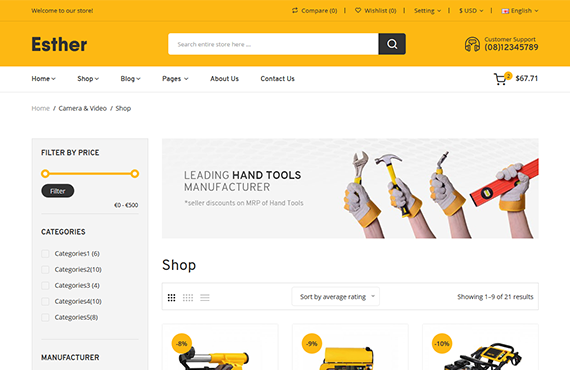 Welcome to our store!
Compare (0)
Wishlist (0)
Setting
$ USD
English
Esther
Search entire store here ...
Customer Support
(08)12345789
Home
Shop
Blog
Pages
About Us
Contact Us
2
$67.71
Home / Camera & Video / Shop
FILTER BY PRICE
Filter
€0 - €500
CATEGORIES
Categories1 (6)
Categories2(10)
Categories3 (4)
Categories4(10)
Categories5(8)
MANUFACTURER
LEADING HAND TOOLS
MANUFACTURER
*seller discounts on MRP of Hand Tools
Shop
Sort by average rating
Showing 1-9 of 21 results
-8%
-9%
-10%